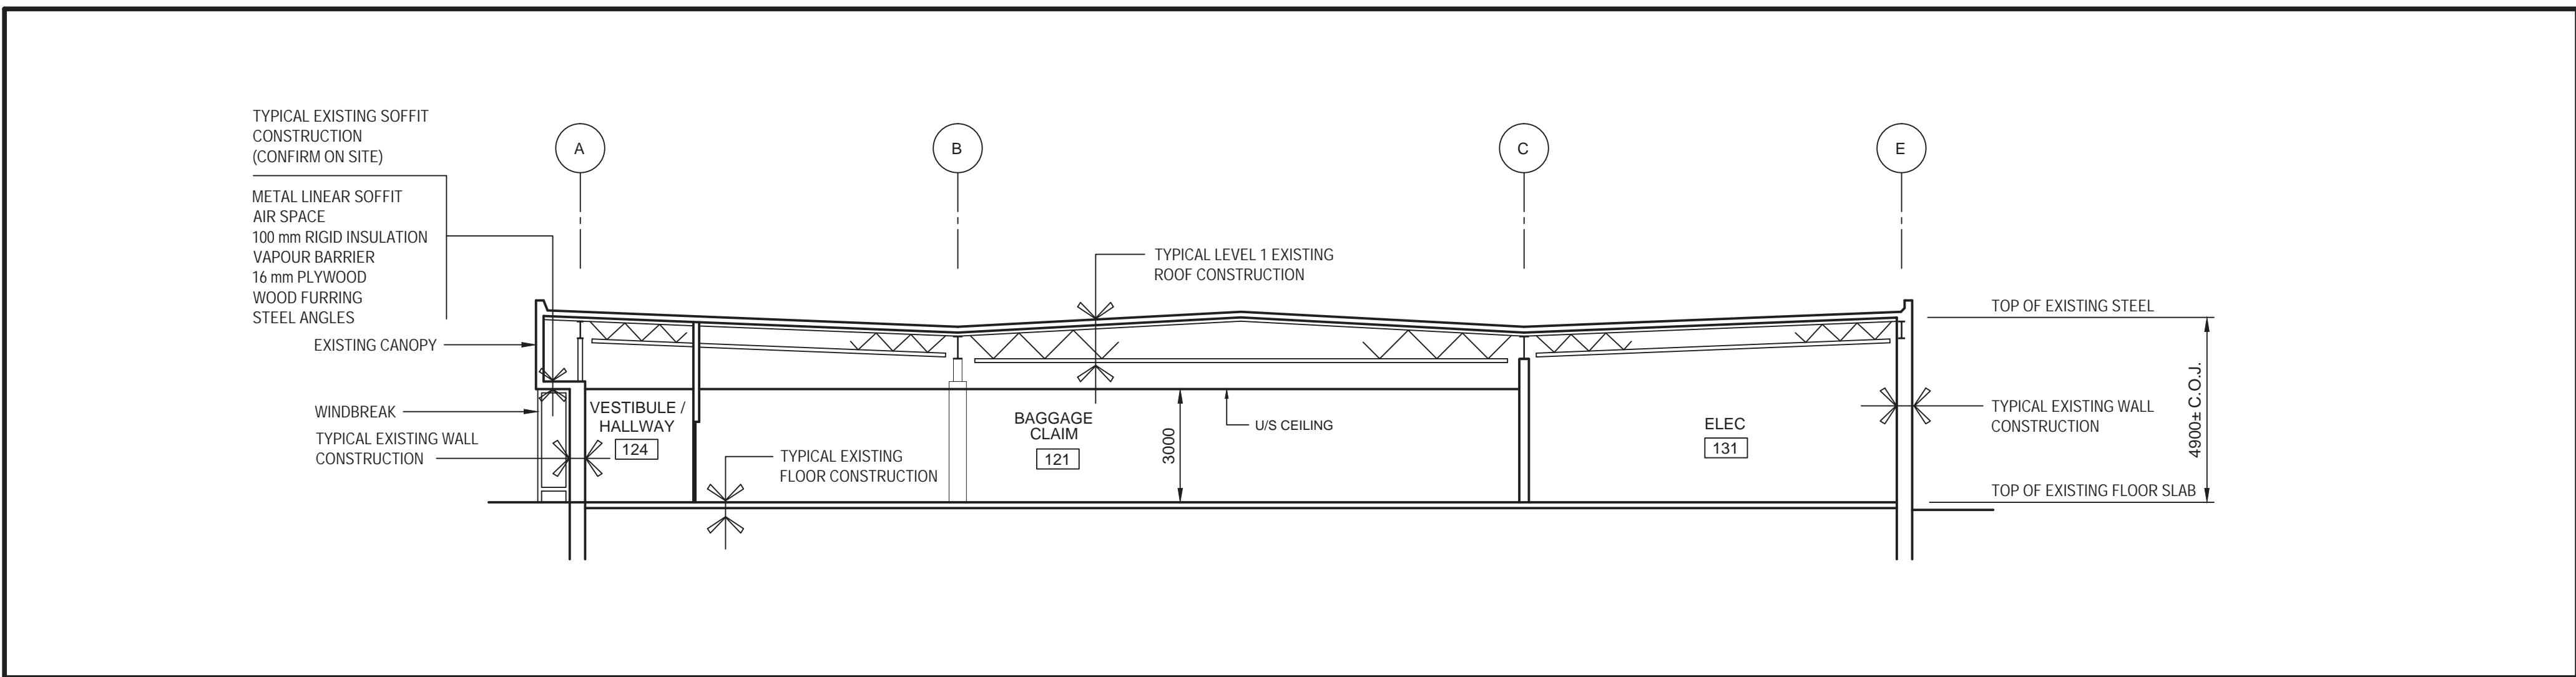 TYPICAL EXISTING SOFFIT
CONSTRUCTION
(CONFIRM ON SITE)
METAL LINEAR SOFFIT
AIR SPACE
100 mm RIGID INSULATION
VAPOUR BARRIER
16 mm PLYWOOD
WOOD FURRING
STEEL ANGLES
EXISTING CANOPY
WINDBREAK
TYPICAL EXISTING WALL
CONSTRUCTION
A
B
C
E
TYPICAL LEVEL 1 EXISTING
ROOF CONSTRUCTION
VESTIBULE /
HALLWAY
124
TYPICAL EXISTING
FLOOR CONSTRUCTION
BAGGAGE
CLAIM
121
3000
U/S CEILING
ELEC
131
TOP OF EXISTING STEEL
TYPICAL EXISTING WALL
CONSTRUCTION
4900± C.O.J.
TOP OF EXISTING FLOOR SLAB